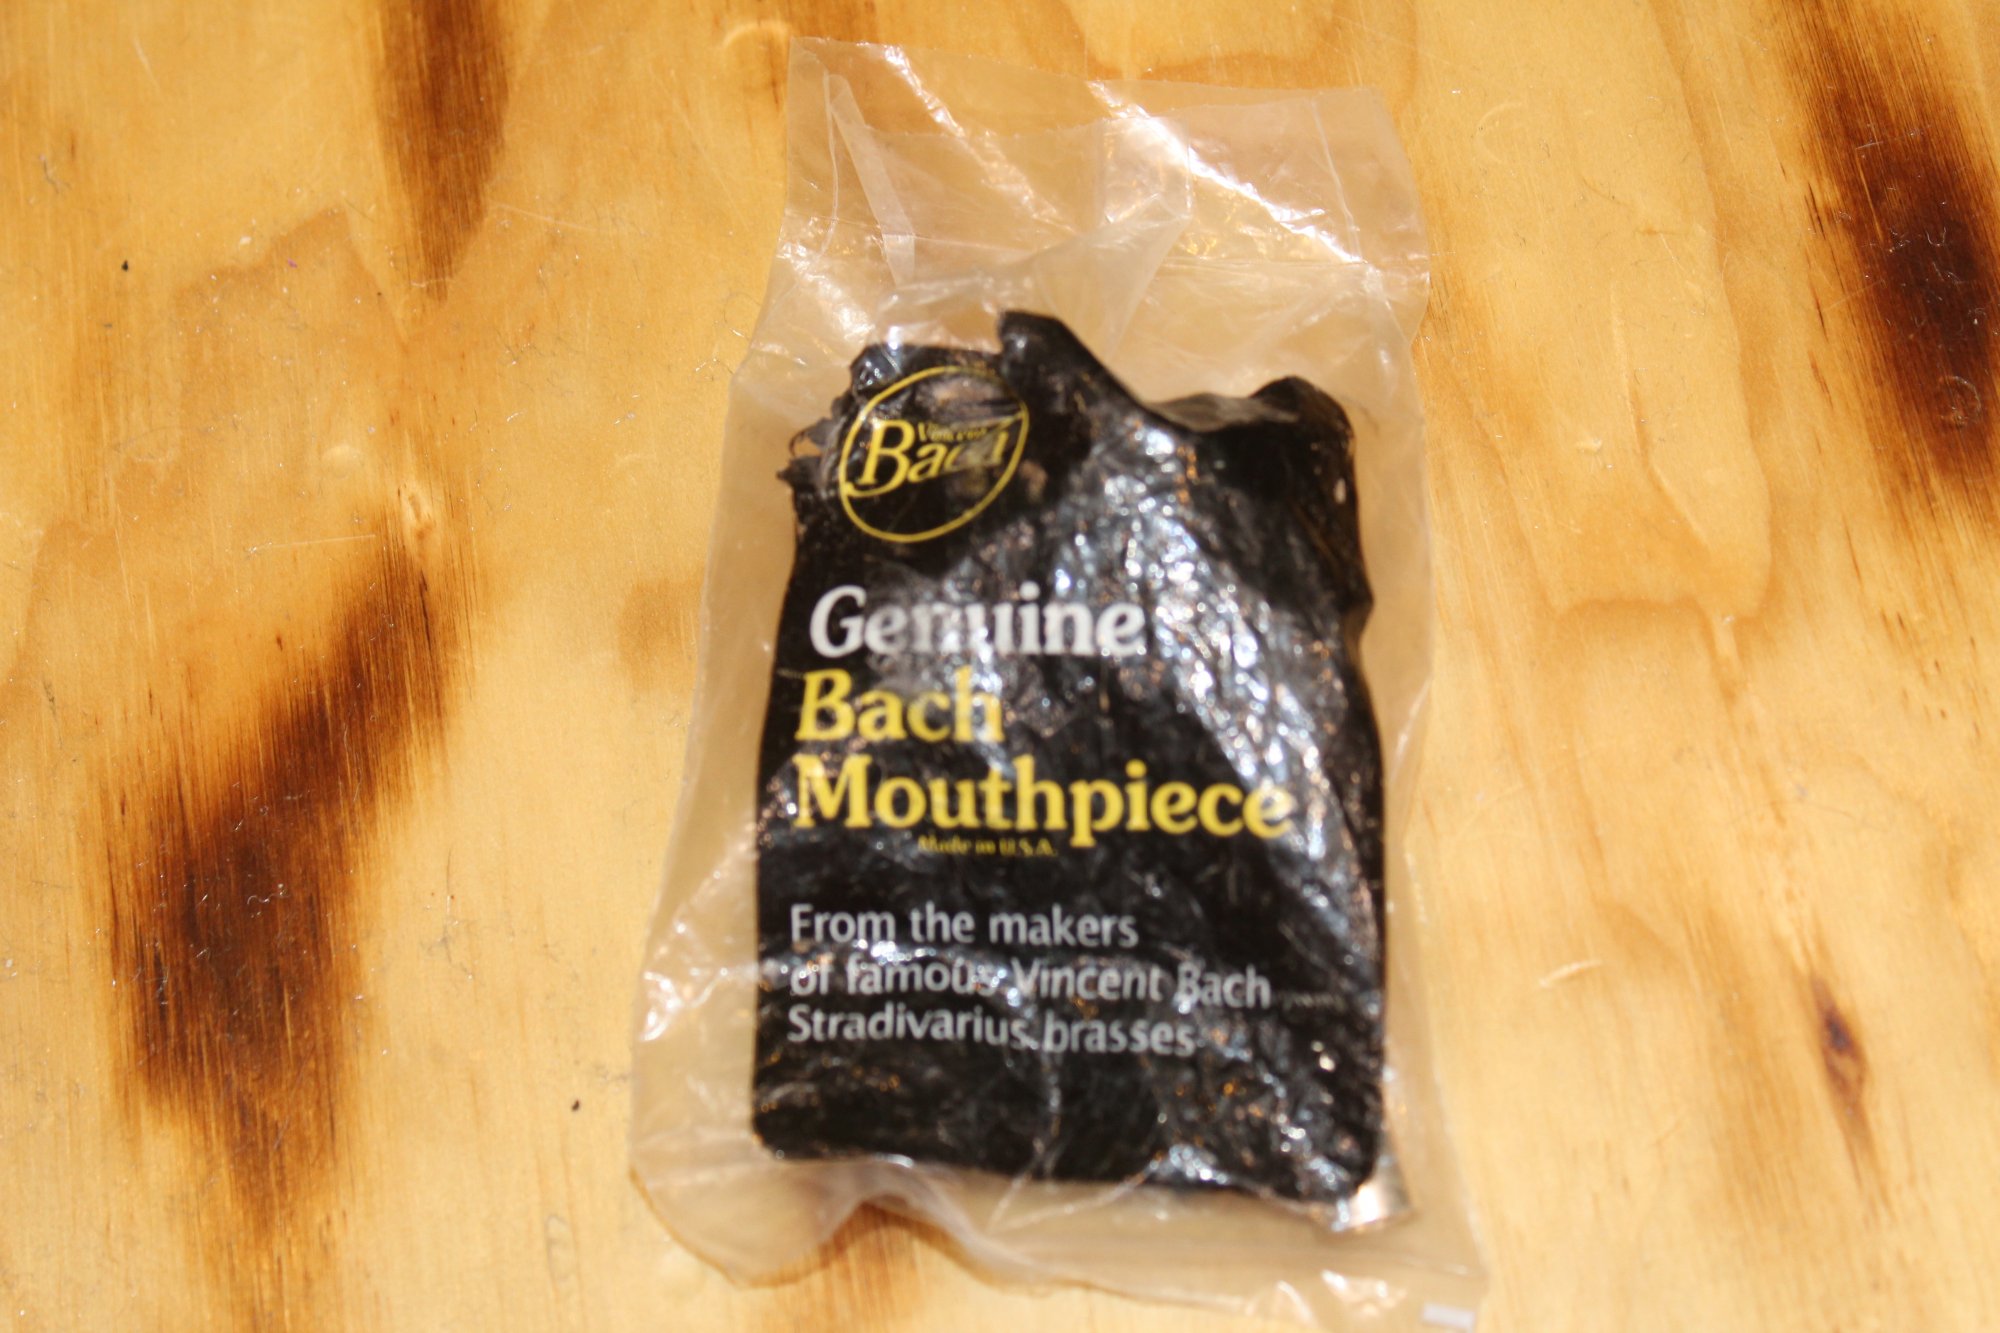 Vincent
Bach
Genuine
Bach
Mouthpiece
Made in U.S.A.
From the makers
of famous Vincent Bach
Stradivarius brasses